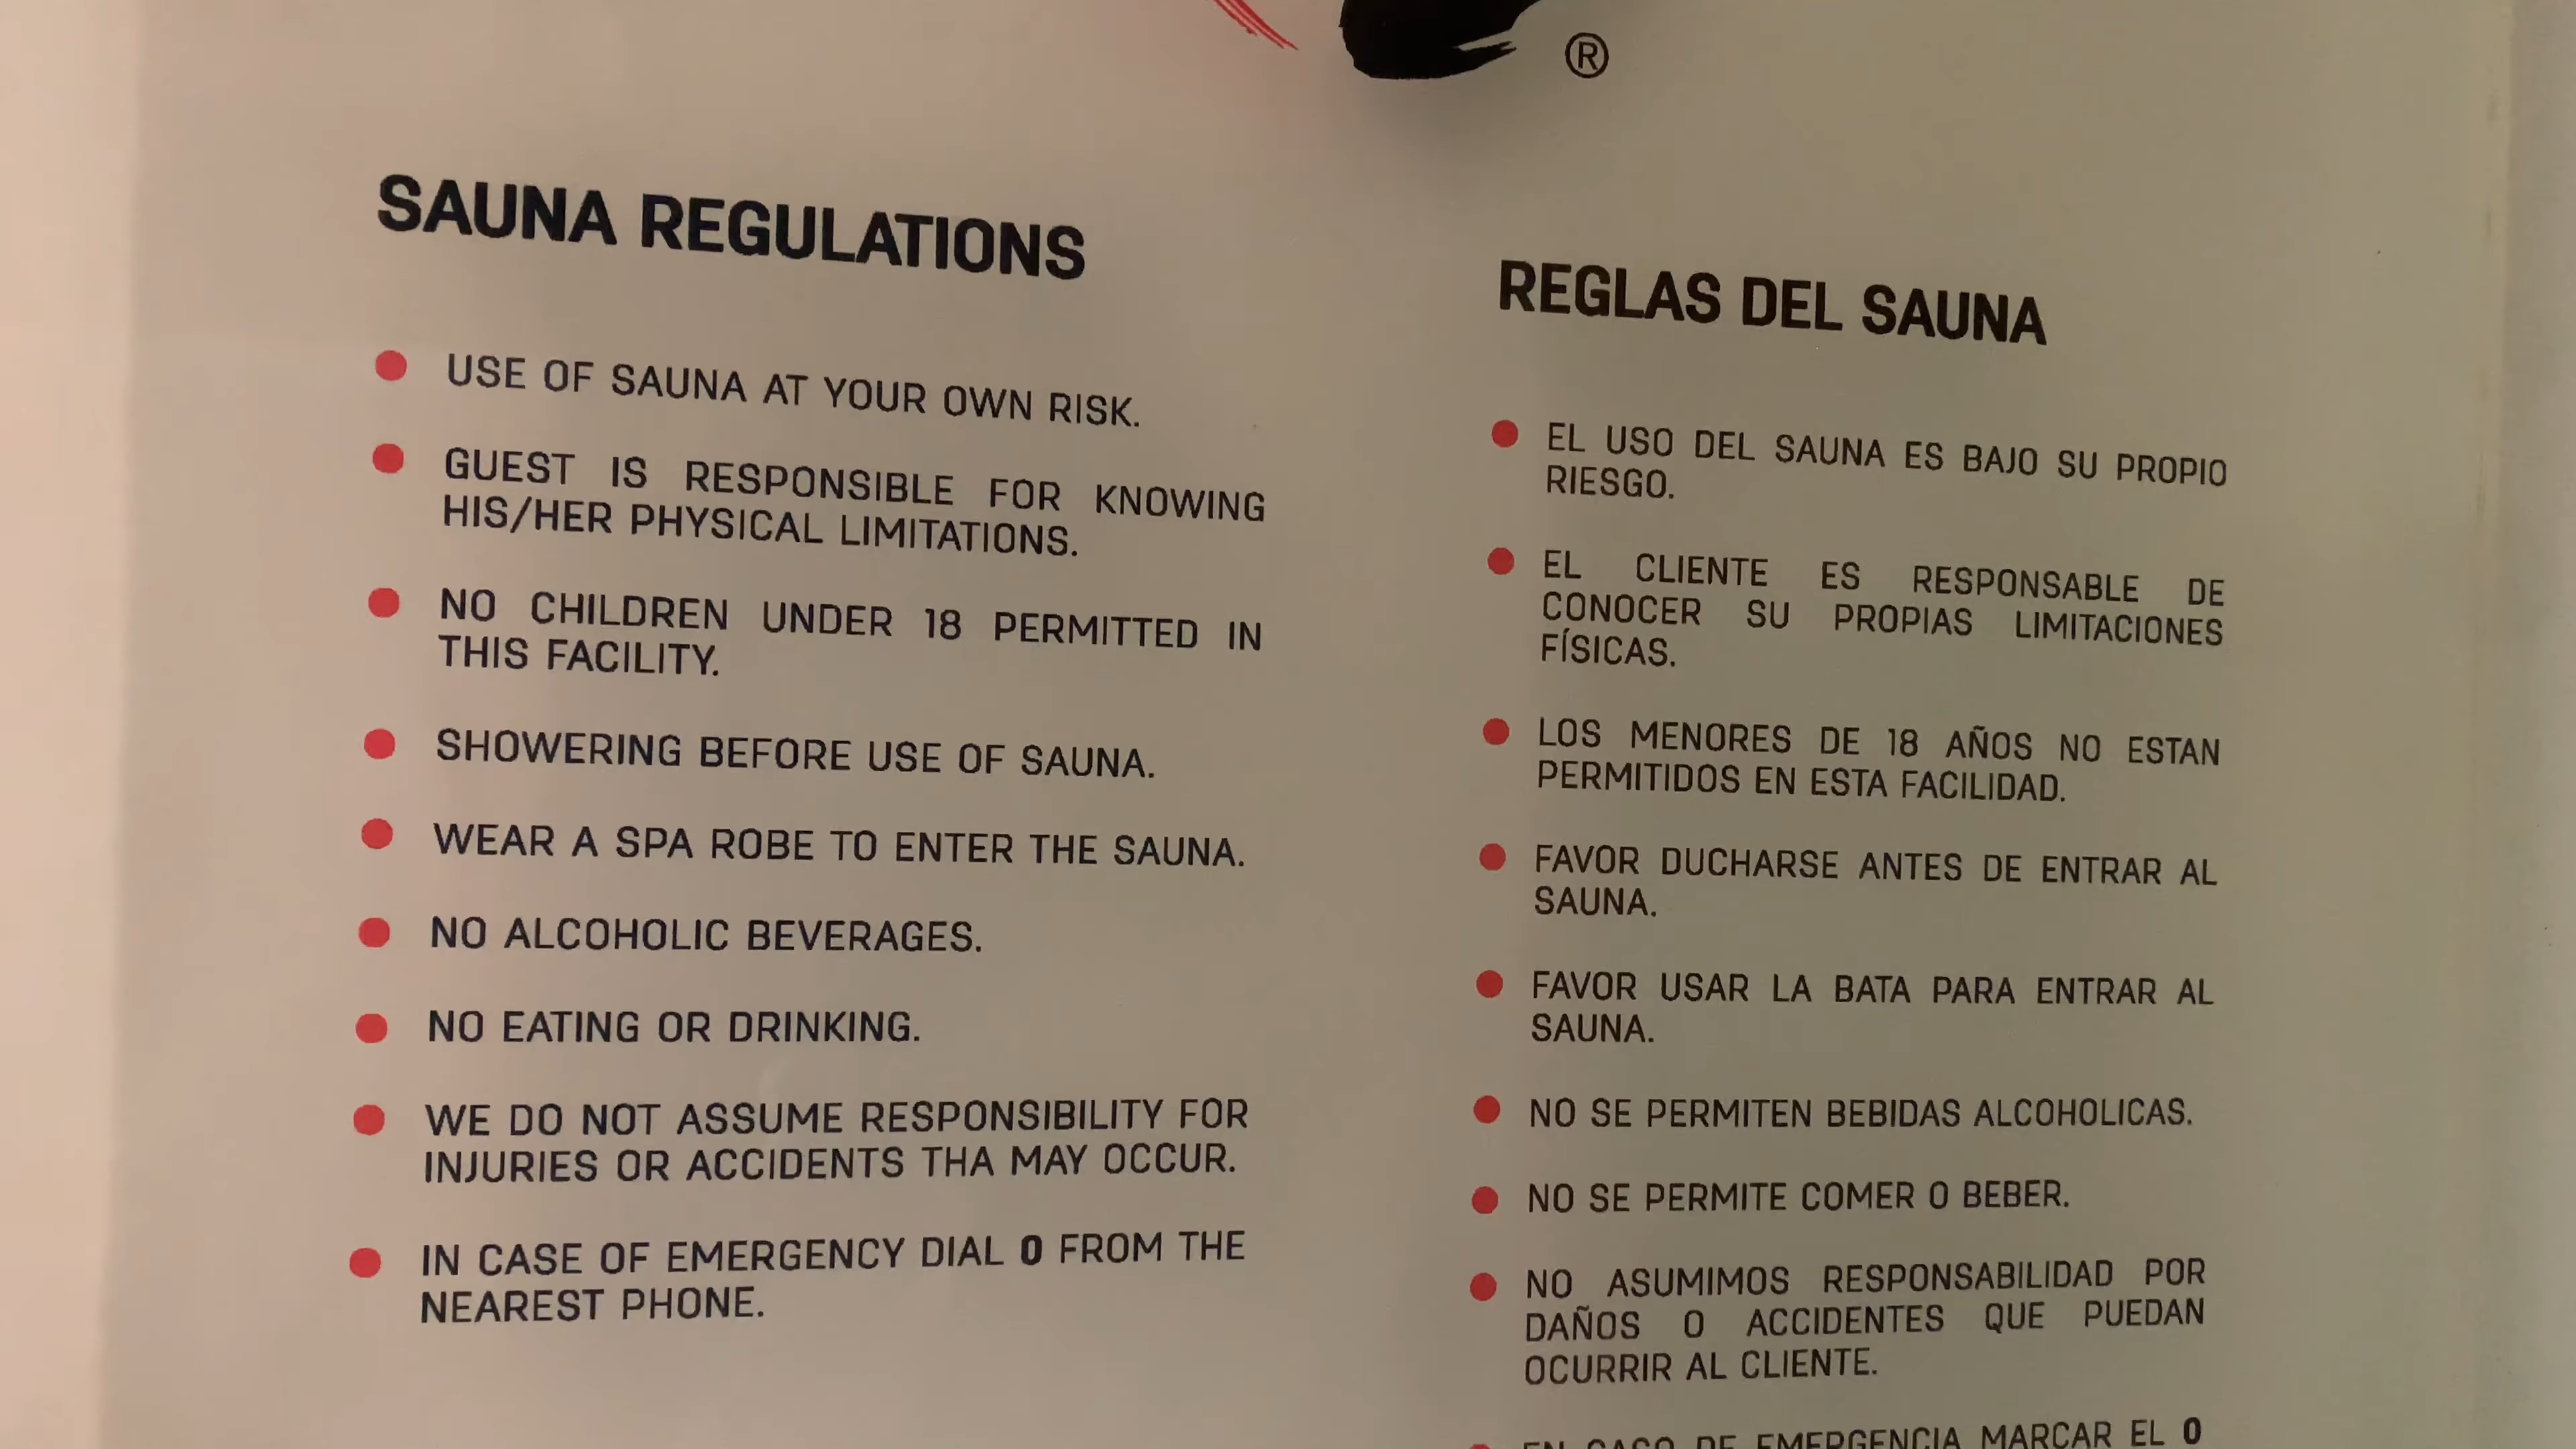 ®
SAUNA REGULATIONS
USE OF SAUNA AT YOUR OWN RISK.
GUEST IS RESPONSIBLE FOR KNOWING
HIS/HER PHYSICAL LIMITATIONS.
NO CHILDREN UNDER 18 PERMITTED IN
THIS FACILITY.
SHOWERING BEFORE USE OF SAUNA.
WEAR A SPA ROBE TO ENTER THE SAUNA.
NO ALCOHOLIC BEVERAGES.
NO EATING OR DRINKING.
WE DO NOT ASSUME RESPONSIBILITY FOR
INJURIES OR ACCIDENTS THA MAY OCCUR.
IN CASE OF EMERGENCY DIAL 0 FROM THE
NEAREST PHONE.
REGLAS DEL SAUNA
EL USO DEL SAUNA ES BAJO SU PROPIO
RIESGO.
EL CLIENTE ES RESPONSABLE DE
CONOCER SU PROPIAS LIMITACIONES
FÍSICAS.
LOS MENORES DE 18 AÑOS NO ESTAN
PERMITIDOS EN ESTA FACILIDAD.
FAVOR DUCHARSE ANTES DE ENTRAR AL
SAUNA.
FAVOR USAR LA BATA PARA ENTRAR AL
SAUNA.
NO SE PERMITEN BEBIDAS ALCOHOLICAS.
NO SE PERMITE COMER O BEBER.
NO ASUMIMOS RESPONSABILIDAD POR
DAÑOS O ACCIDENTES QUE PUEDAN
OCURRIR AL CLIENTE.
EN CASO DE EMERGENCIA MARCAR EL 0